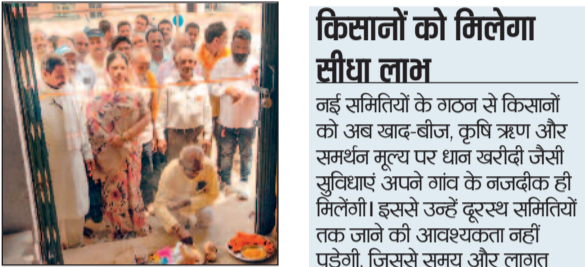 किसानों को मिलेगा
सीधा लाभ
नई समितियों के गठन से किसानों
को अब खाद-बीज, कृषि ऋण और
समर्थन मूल्य पर धान खरीदी जैसी
सुविधाएं अपने गांव के नजदीक ही
मिलेंगी। इससे उन्हें दूरस्थ समितियों
तक जाने की आवश्यकता नहीं
पड़ेगी, जिससे समय और लागत